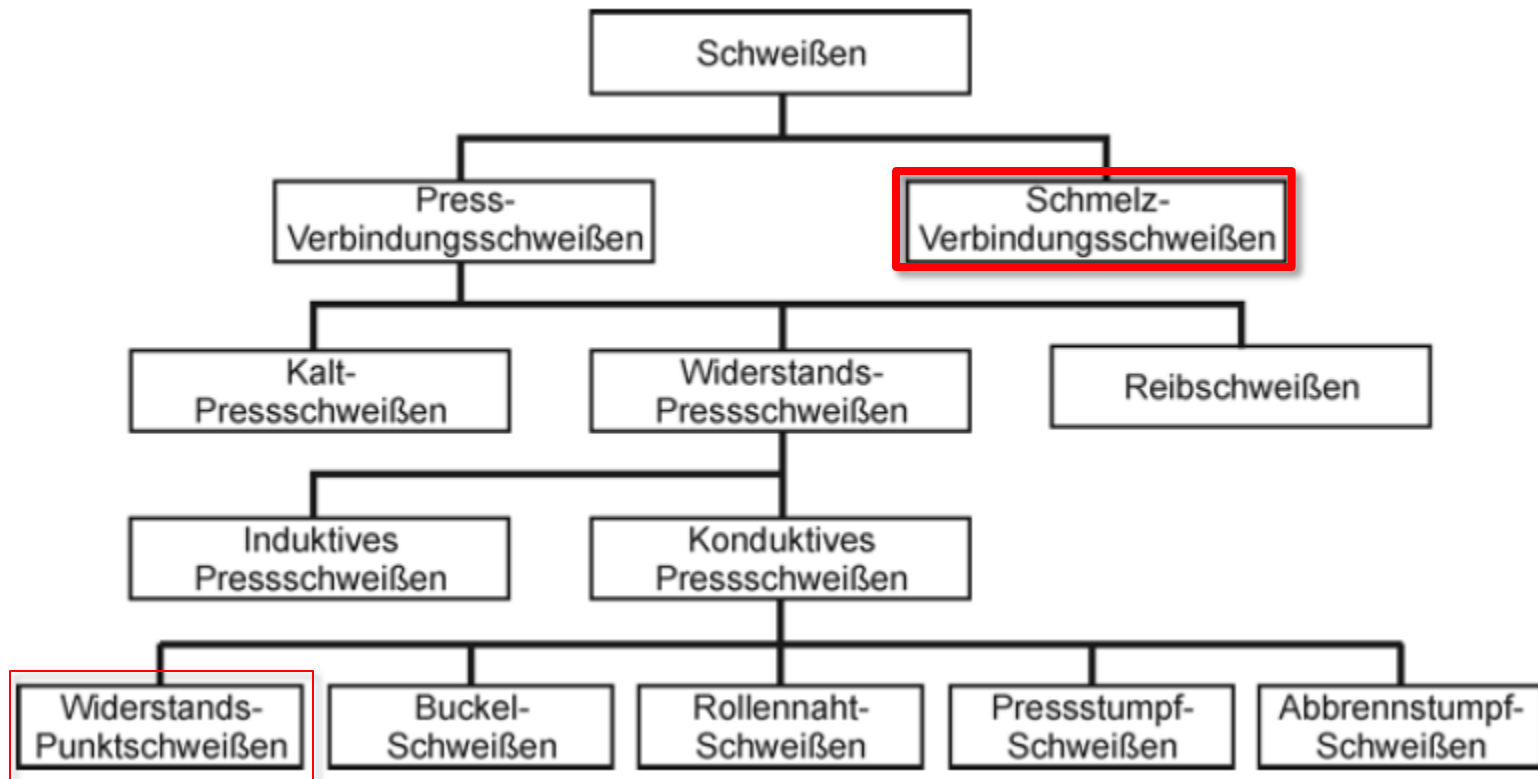 Schweißen
Press-
Verbindungsschweißen
Schmelz-
Verbindungsschweißen
Kalt-
Pressschweißen
Widerstands-
Pressschweißen
Reibschweißen
Induktives
Pressschweißen
Konduktives
Pressschweißen
Widerstands-
Punktschweißen
Buckel-
Schweißen
Rollennaht-
Schweißen
Pressstumpf-
Schweißen
Abbrennstumpf-
Schweißen